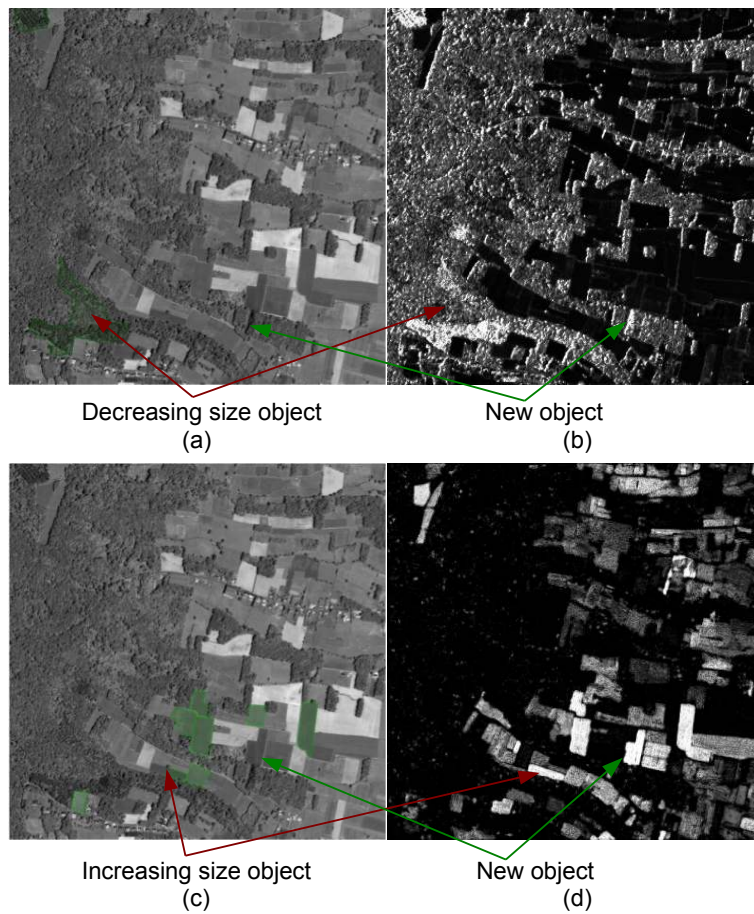 Decreasing size object
New object
(a)
(b)
Increasing size object
New object
(c)
(d)